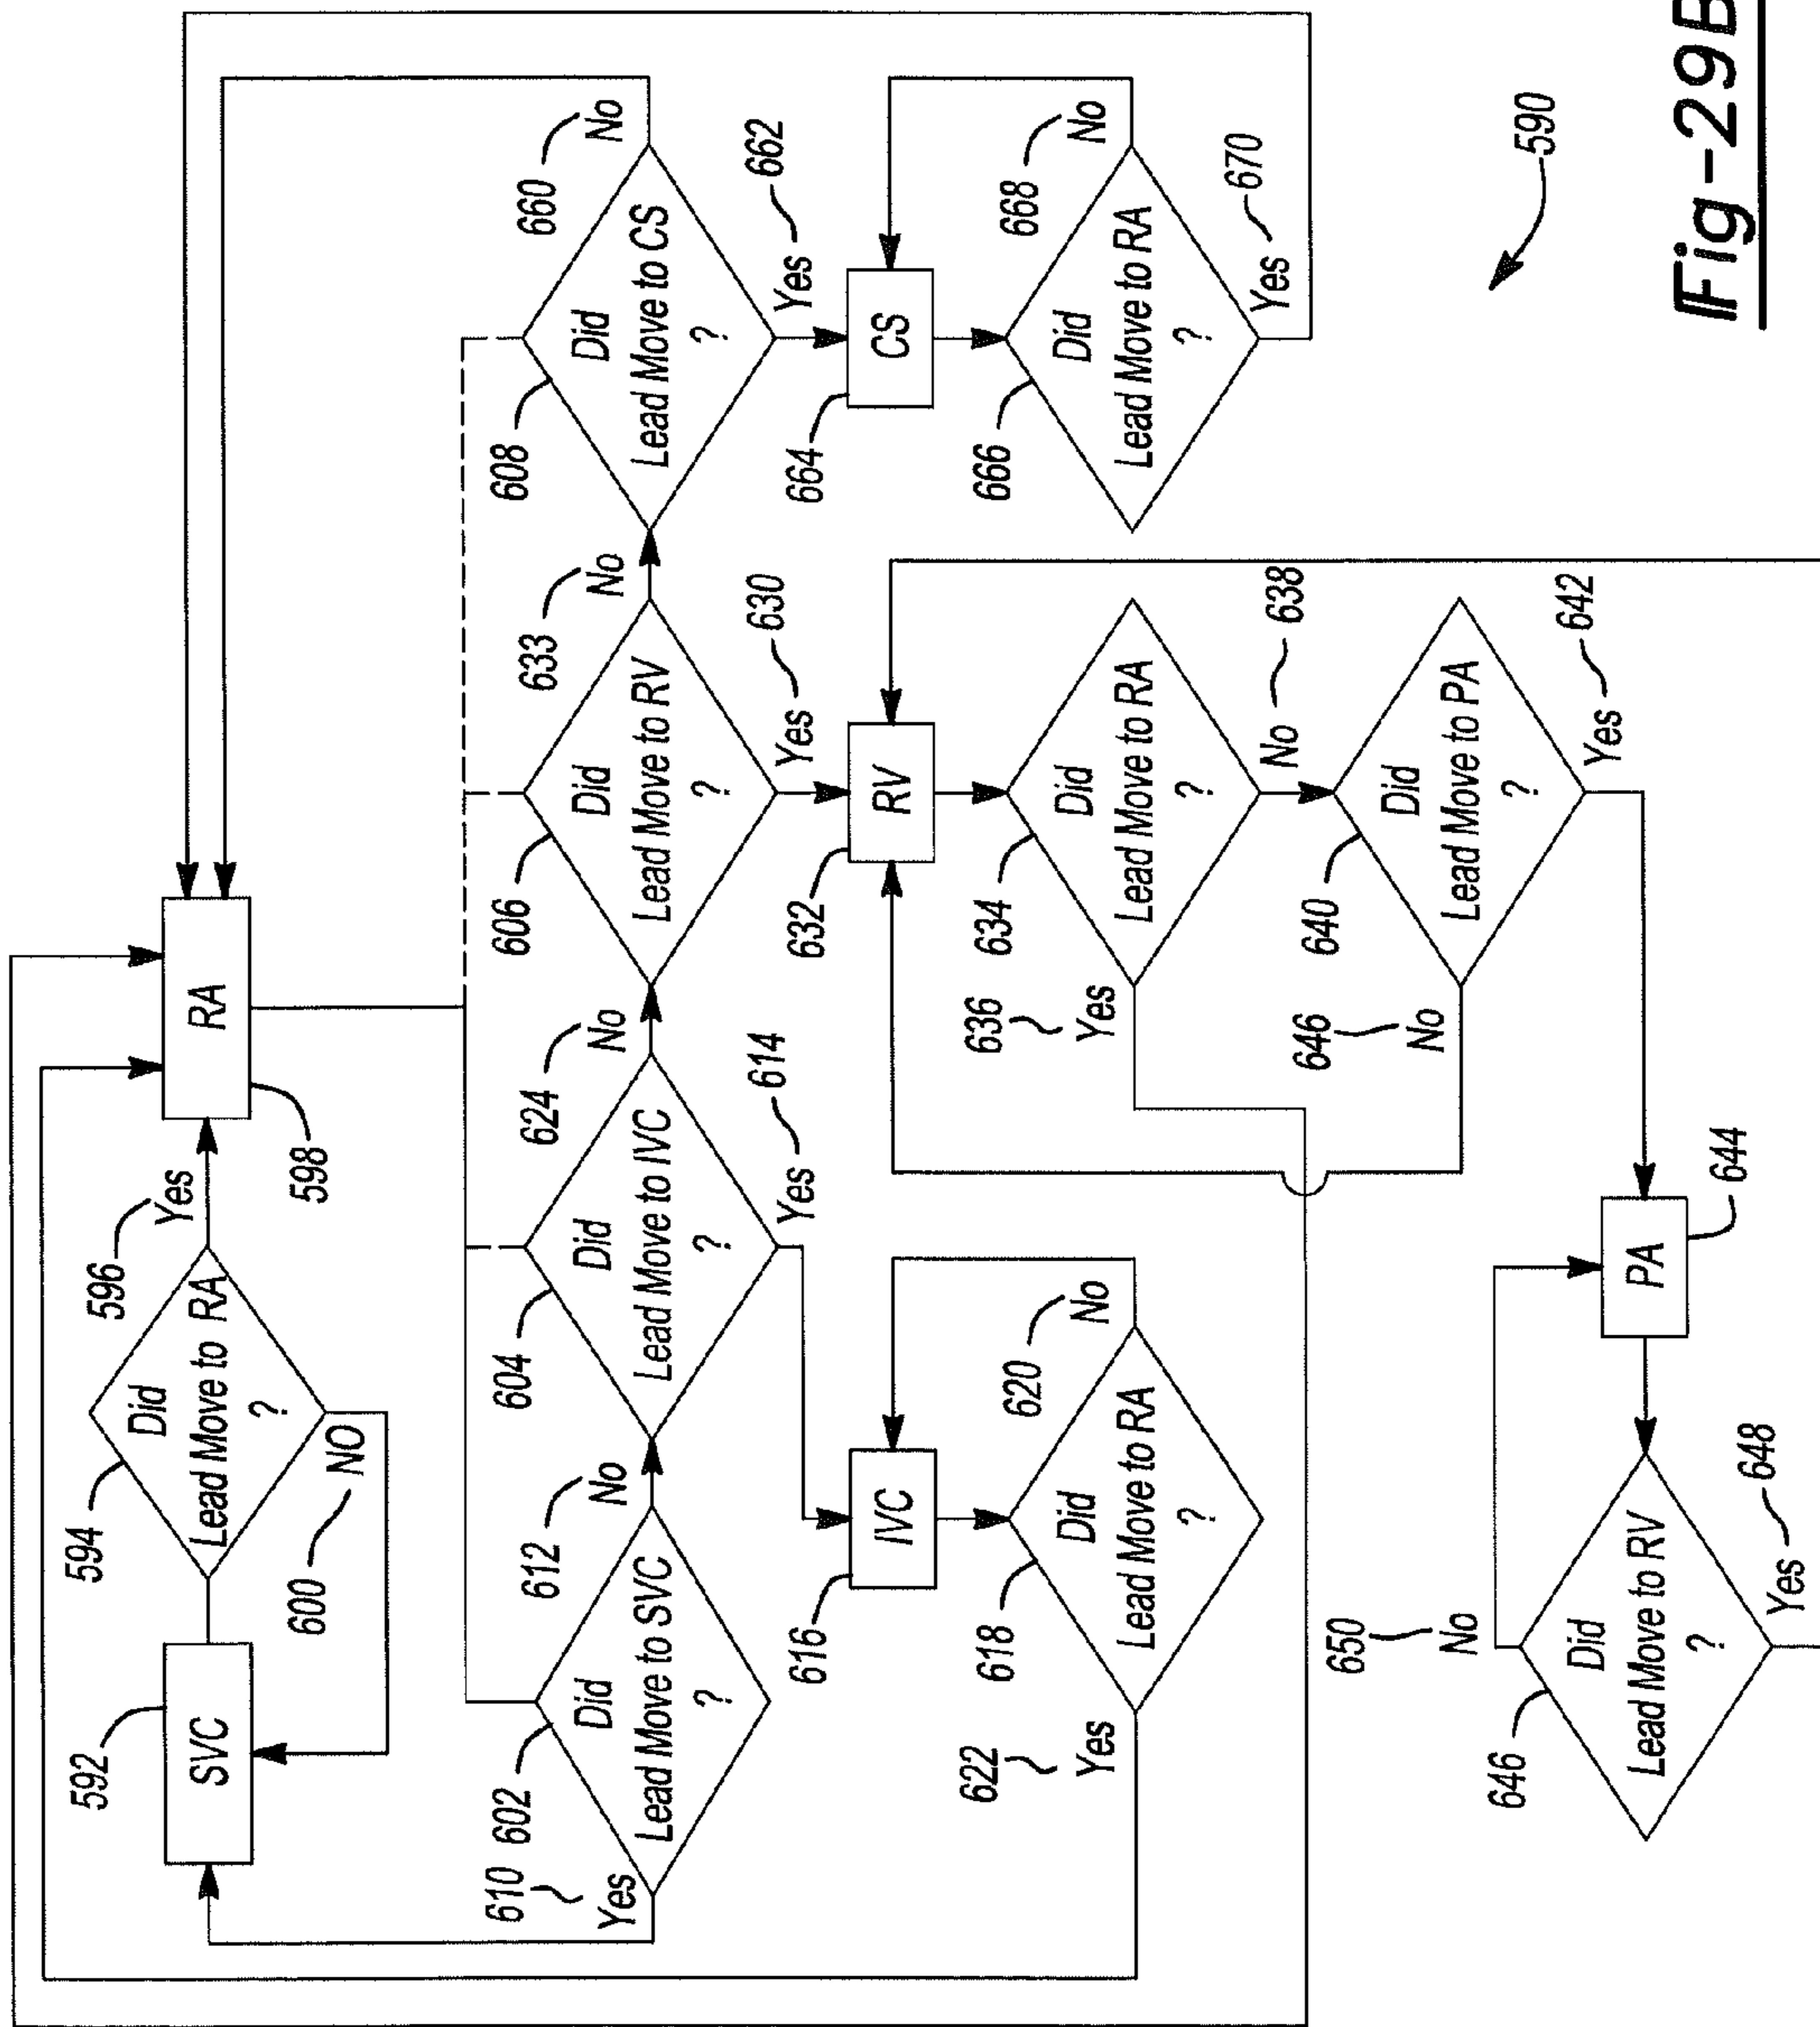 592
SVC
594
Did
Lead Move to RA
?
596
Yes
600
NO
RA
598
610
Yes
602
Did
Lead Move to SVC
?
612
No
604
Did
Lead Move to IVC
?
624
No
614
Yes
606
Did
Lead Move to RV
?
633
No
630
Yes
608
Did
Lead Move to CS
?
660
No
662
Yes
616
IVC
618
Did
Lead Move to RA
?
620
No
622
Yes
632
RV
634
Did
Lead Move to RA
?
636
Yes
638
No
640
Did
Lead Move to PA
?
646
No
642
Yes
664
CS
666
Did
Lead Move to RA
?
668
No
670
Yes
650
No
646
Did
Lead Move to RV
?
648
Yes
PA
644
590
Fig-29B